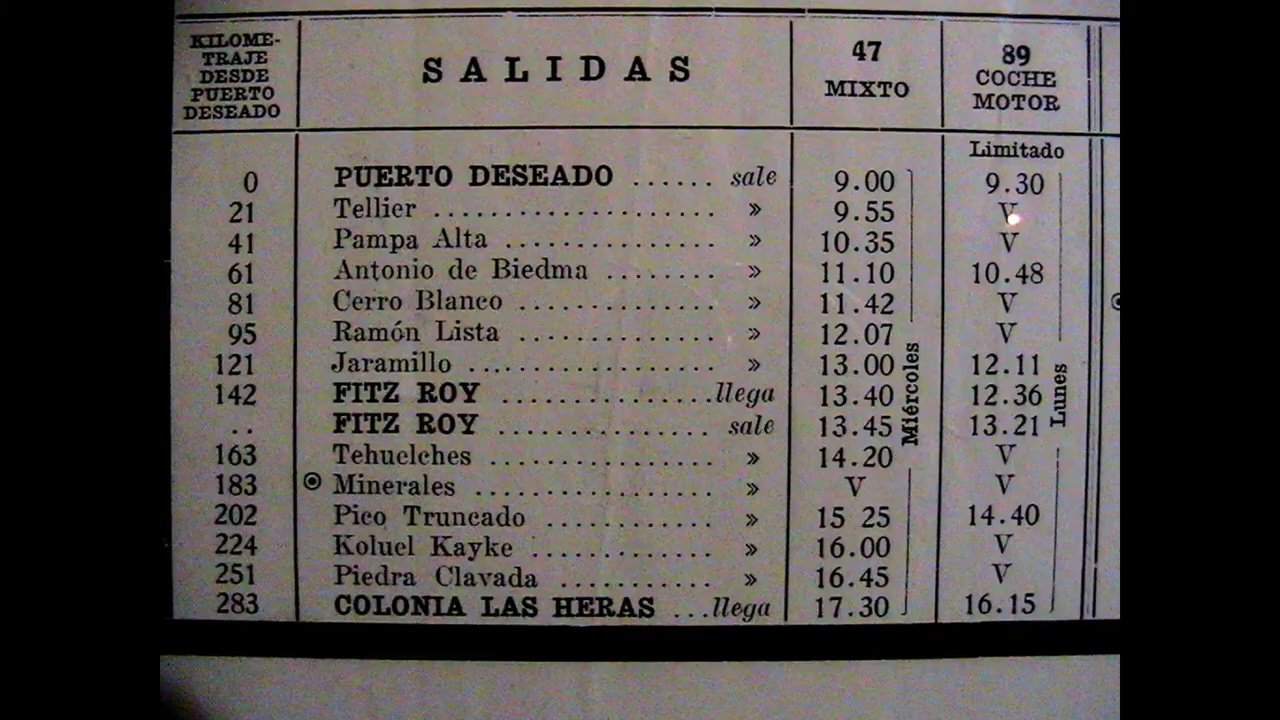 KILOME-
TRAJE
DESDE
PUERTO
DESEADO
SALIDAS
47
MIXTO
89
COCHE
MOTOR
Limitado
0 PUERTO DESEADO ...... sale 9.00 9.30
21 Tellier .................... » 9.55 V
41 Pampa Alta ............... » 10.35 V
61 Antonio de Biedma ........ » 11.10 10.48
81 Cerro Blanco .............. » 11.42 V
95 Ramón Lista .............. » 12.07 V
121 Jaramillo .................. » 13.00 12.11
142 FITZ ROY ...............llega 13.40 12.36
.. FITZ ROY ............... sale 13.45 13.21
163 Tehuelches ................ » 14.20 V
183 Minerales ................. » V V
202 Pico Truncado ............ » 15 25 14.40
224 Koluel Kayke ............. » 16.00 V
251 Piedra Clavada ........... » 16.45 V
283 COLONIA LAS HERAS ...llega 17.30 16.15
Miércoles
Lunes